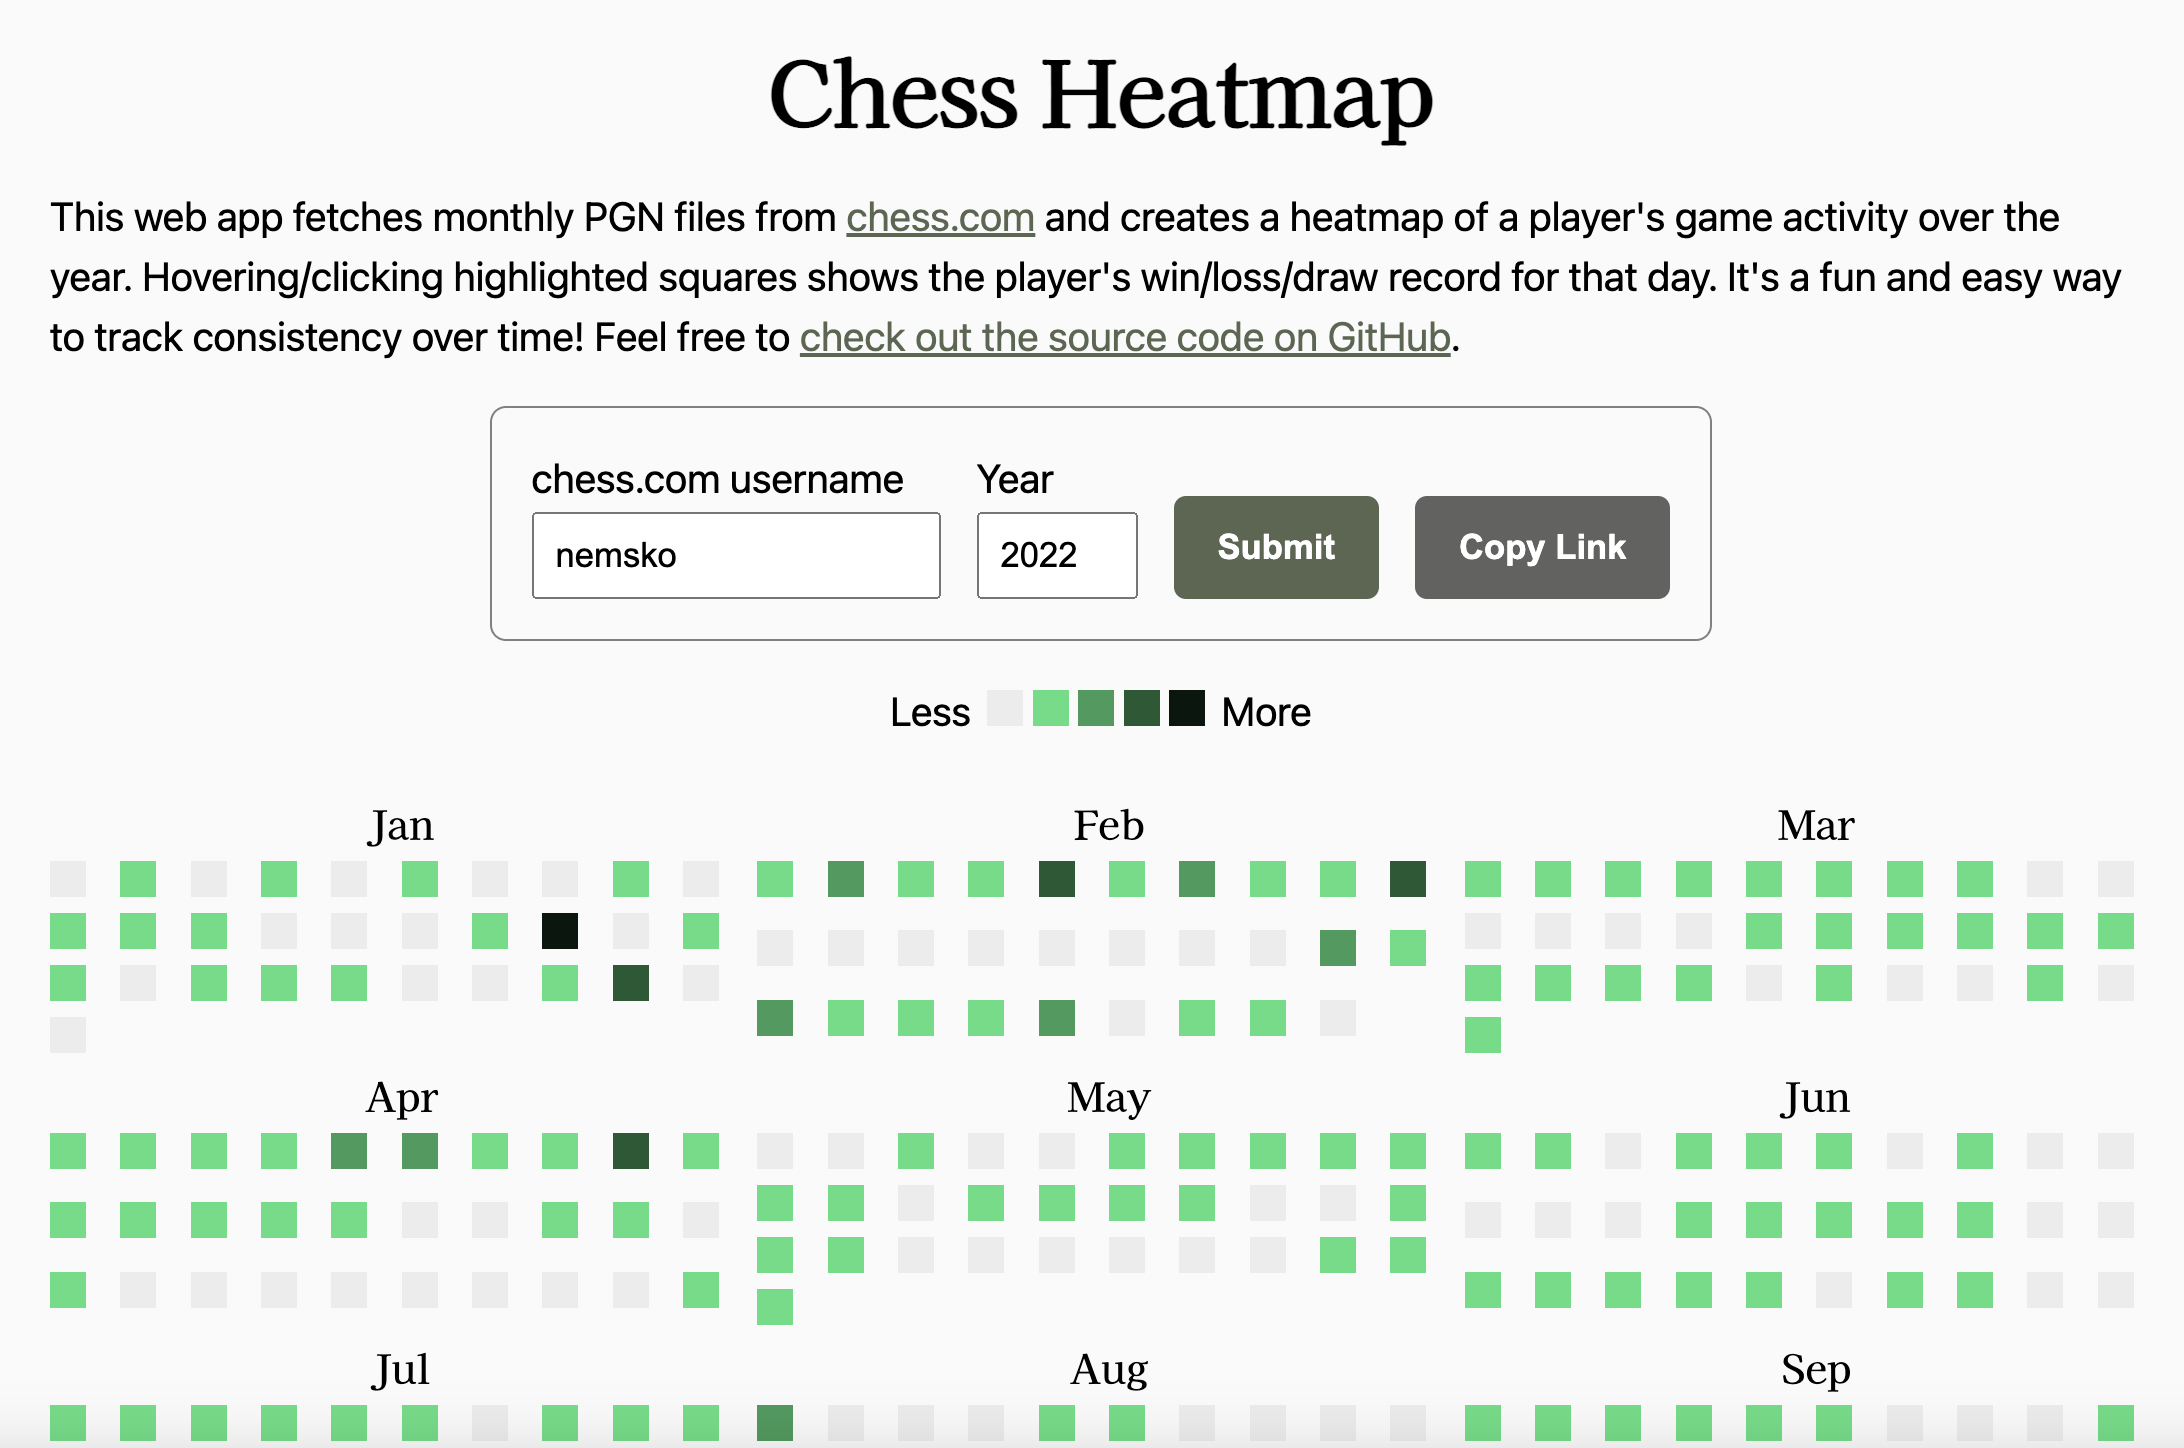 Chess Heatmap
This web app fetches monthly PGN files from chess.com and creates a heatmap of a player's game activity over the
year. Hovering/clicking highlighted squares shows the player's win/loss/draw record for that day. It's a fun and easy way
to track consistency over time! Feel free to check out the source code on GitHub.
chess.com username Year
nemsko 2022 Submit Copy Link
Less More
Jan Feb Mar
Apr May Jun
Jul Aug Sep